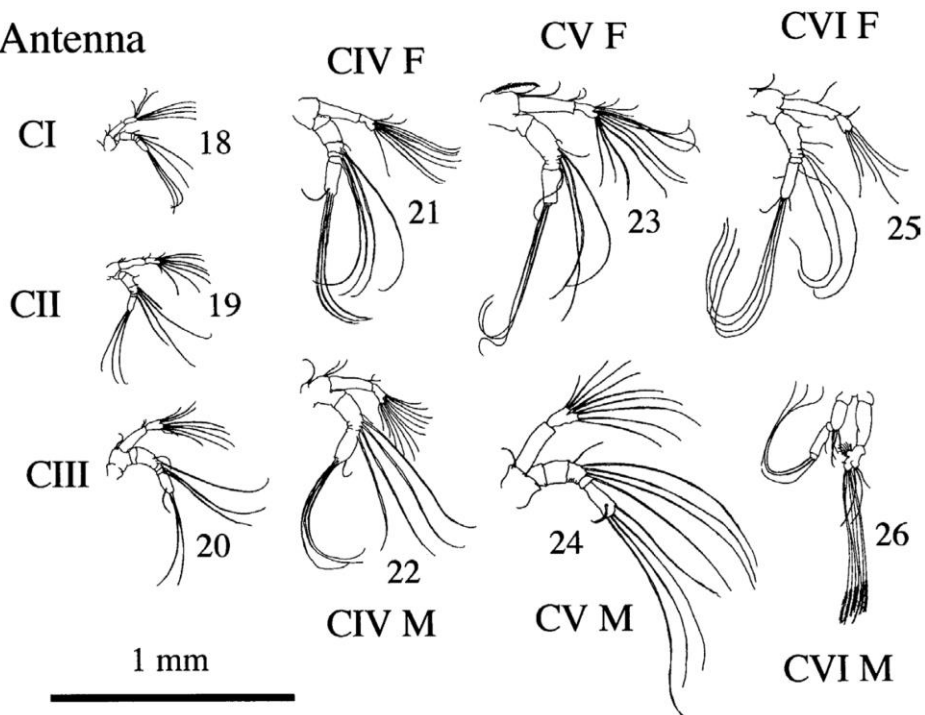 Antenna
CI
18
CII
19
CIII
20
CIV F
21
22
CIV M
CV F
23
24
CV M
CVI F
25
26
CVI M
1 mm